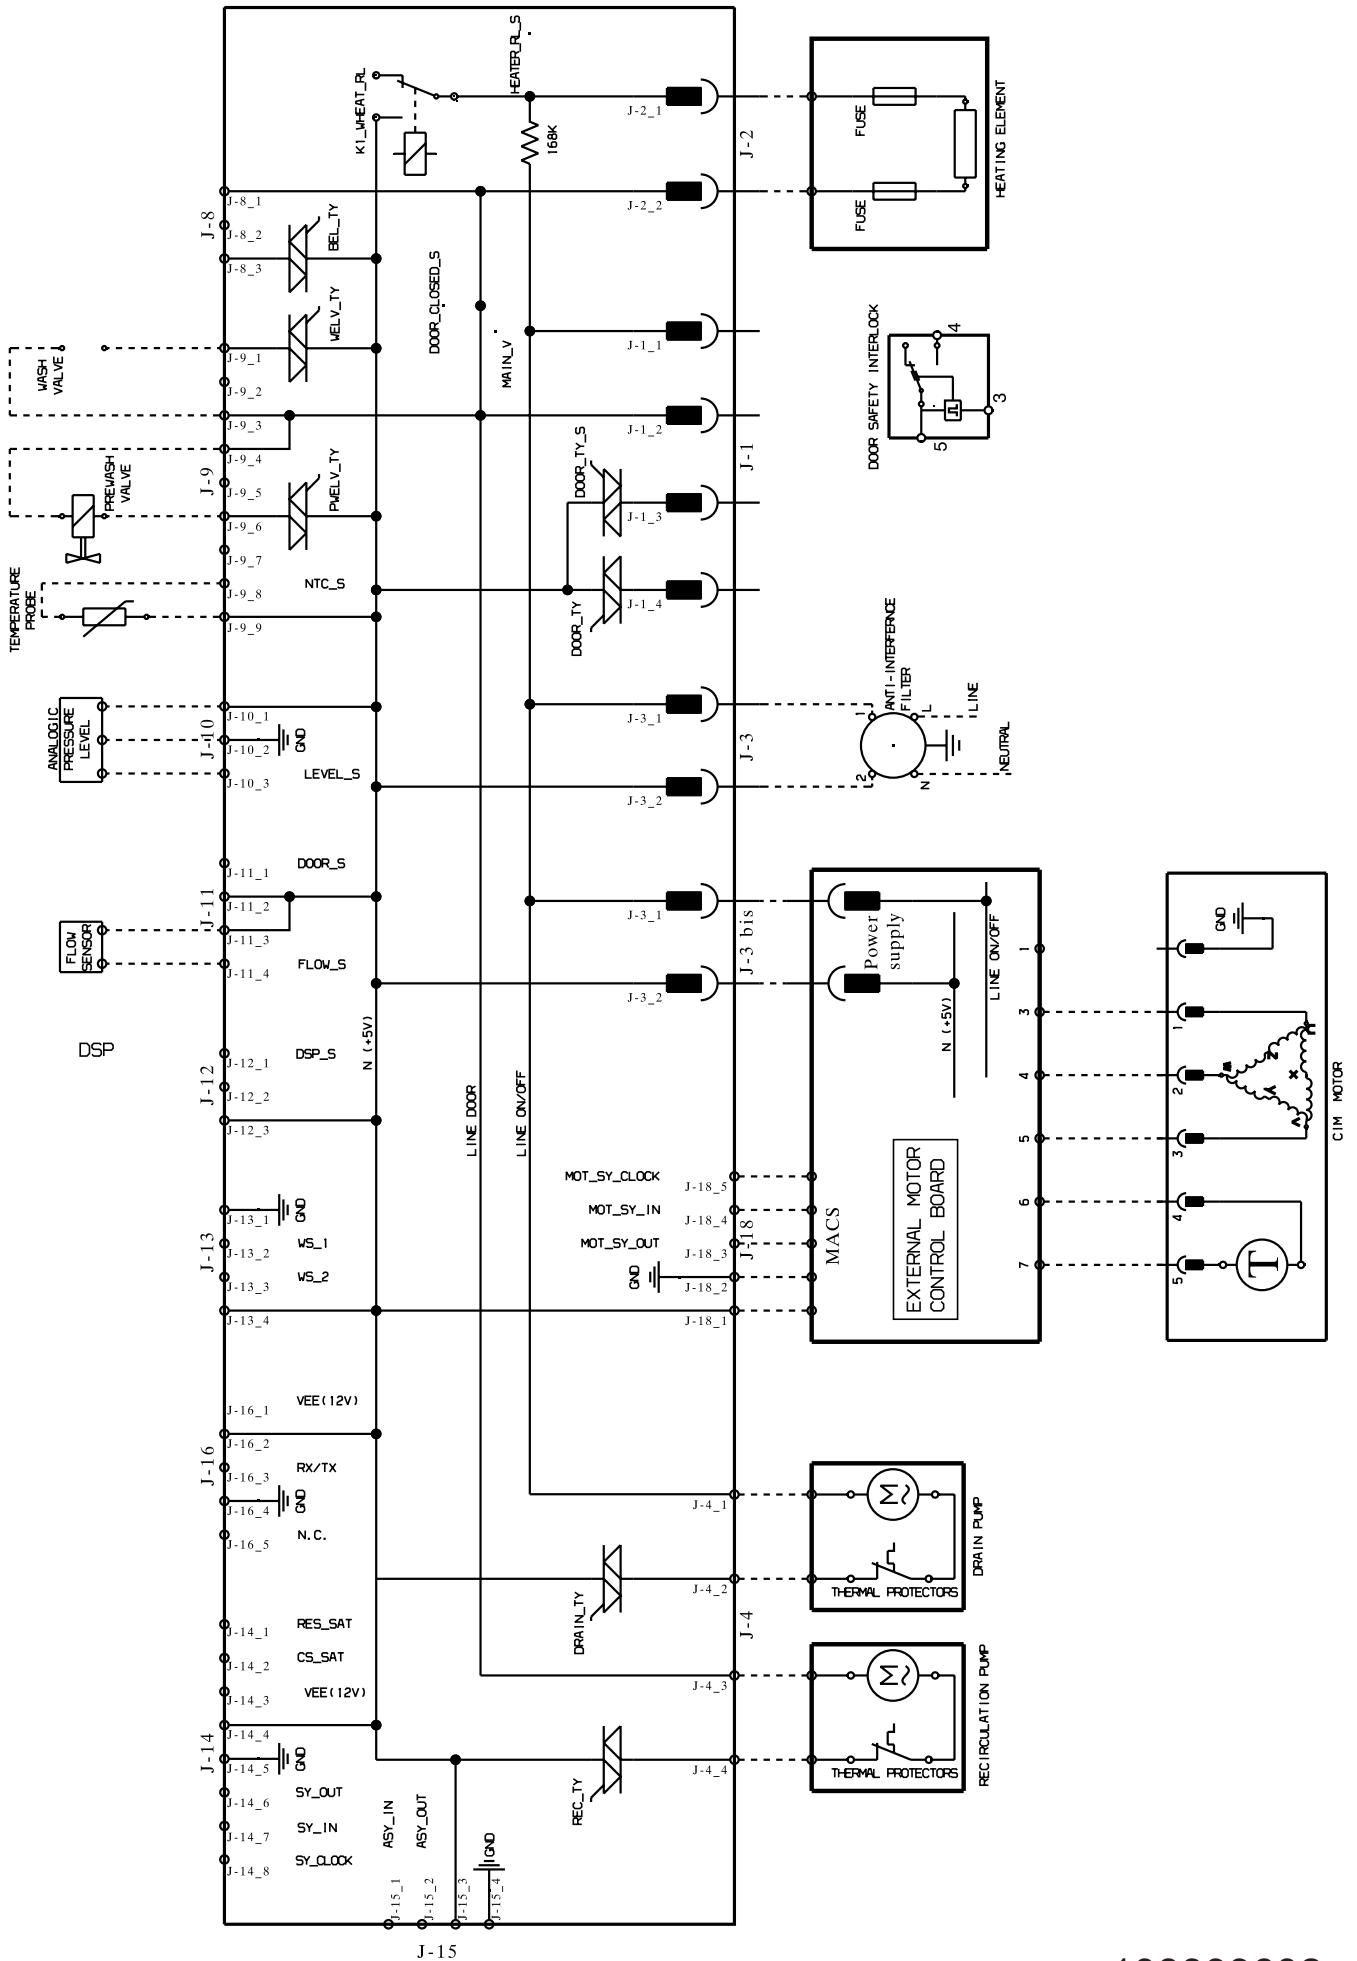 HEATER_RL_S
K1_WHEAT_RL
168K
J-2_1
J-2
J-2_2
FUSE
FUSE
HEATING ELEMENT
J-8
J-8_1
J-8_2
J-8_3
BEL_TY
WELV_TY
DOOR_CLOSED_S
MAIN_V
WASH
VALVE
J-9_1
J-9_2
J-9_3
J-9_4
J-9
J-9_5
J-9_6
J-9_7
J-9_8
J-9_9
PWELV_TY
NTC_S
PREWASH
VALVE
TEMPERATURE
PROBE
J-1_1
J-1_2
J-1
J-1_3
J-1_4
DOOR_TY_S
DOOR_TY
DOOR SAFETY INTERLOCK
4
3
5
ANALOGIC
PRESSURE
LEVEL
J-10
J-10_1
J-10_2
J-10_3
GND
LEVEL_S
J-3_1
J-3
J-3_2
ANTI-INTERFERENCE
FILTER
1
2
L
N
LINE
NEUTRAL
FLOW
SENSOR
J-11
J-11_1
J-11_2
J-11_3
J-11_4
DOOR_S
FLOW_S
J-3_1
J-3 bis
J-3_2
Power
supply
N (+5V)
LINE ON/OFF
DSP
J-12
J-12_1
J-12_2
J-12_3
DSP_S
N (+5V)
LINE DOOR
LINE ON/OFF
J-13
J-13_1
J-13_2
J-13_3
J-13_4
GND
WS_1
WS_2
MOT_SY_CLOCK
MOT_SY_IN
MOT_SY_OUT
GND
J-18_5
J-18_4
J-18_3
J-18_2
J-18_1
J-18
MACS
EXTERNAL MOTOR
CONTROL BOARD
1
3
4
5
6
7
GND
1
2
3
4
5
U
Z
W
X
Y
V
T
CIM MOTOR
J-16
J-16_1
J-16_2
J-16_3
J-16_4
J-16_5
VEE(12V)
RX/TX
GND
N.C.
J-4_1
J-4_2
J-4
J-4_3
J-4_4
DRAIN_TY
REC_TY
M
THERMAL PROTECTORS
DRAIN PUMP
M
THERMAL PROTECTORS
RECIRCULATION PUMP
J-14
J-14_1
J-14_2
J-14_3
J-14_4
J-14_5
J-14_6
J-14_7
J-14_8
RES_SAT
CS_SAT
VEE(12V)
GND
SY_OUT
SY_IN
SY_CLOCK
ASY_IN
ASY_OUT
GND
J-15_1
J-15_2
J-15_3
J-15_4
J-15